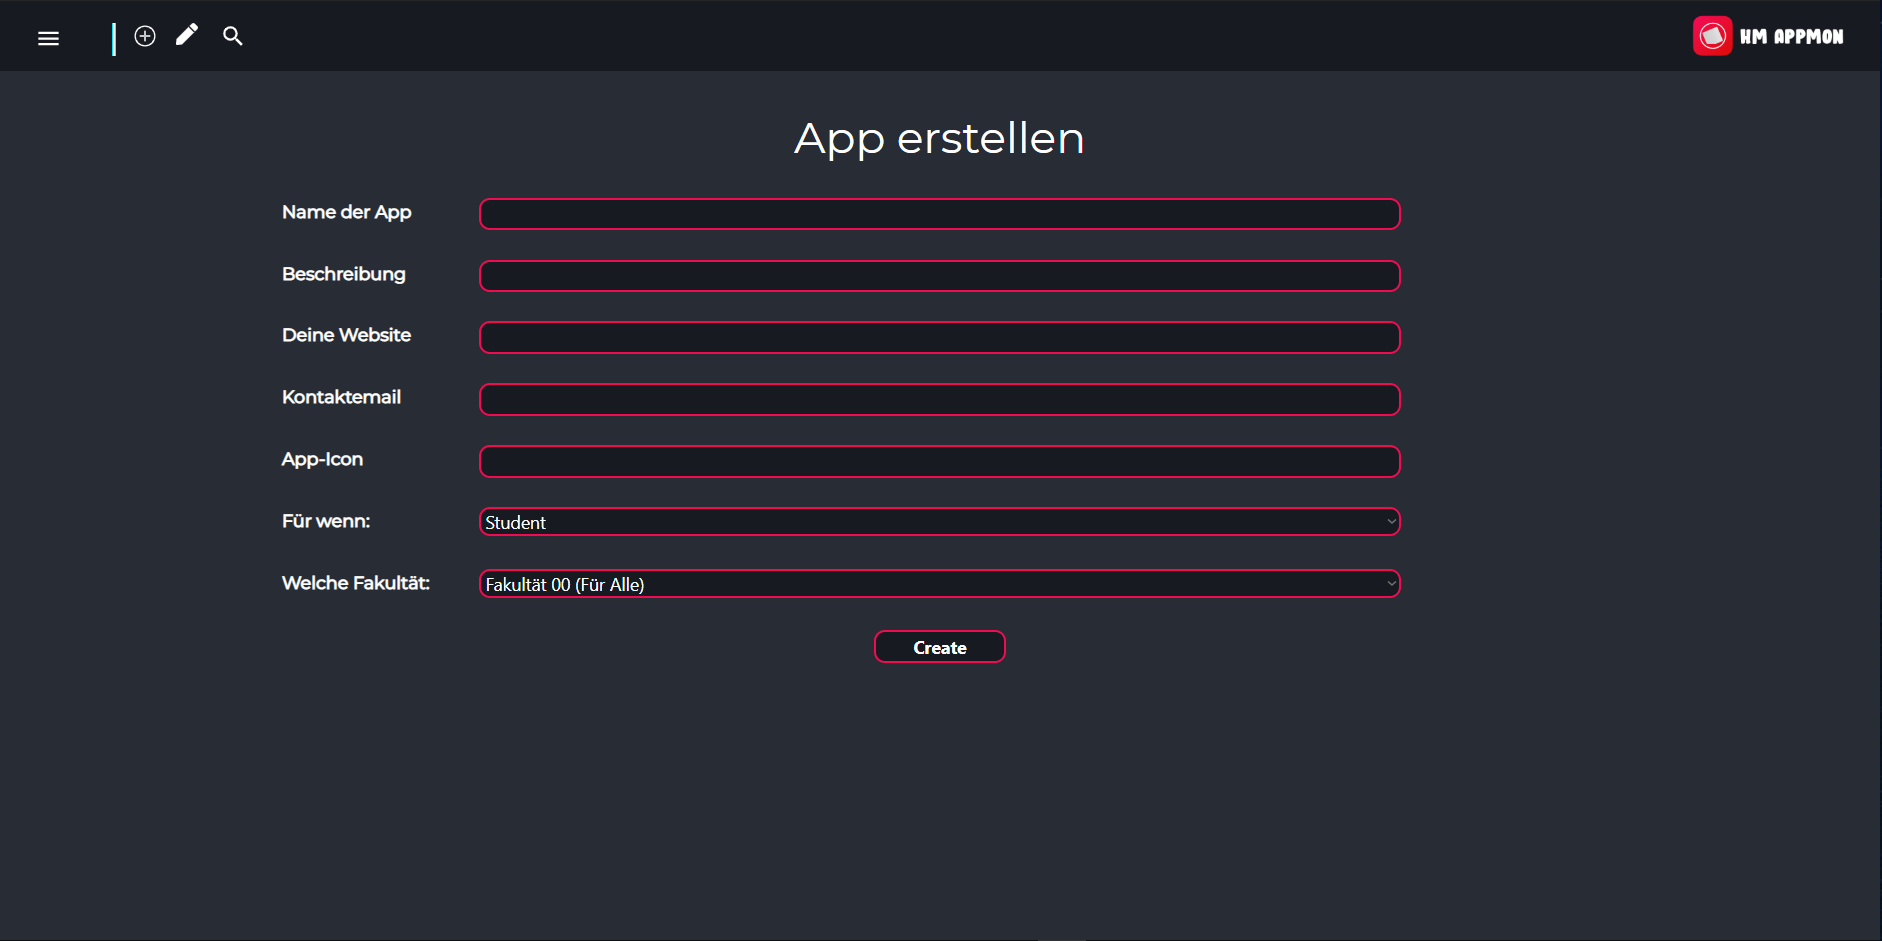 HM APPMON
App erstellen
Name der App
Beschreibung
Deine Website
Kontaktemail
App-Icon
Für wenn:
Student
Welche Fakultät:
Fakultät 00 (Für Alle)
Create